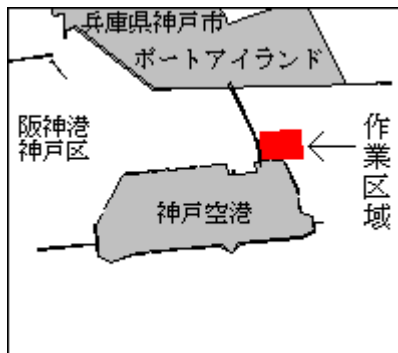 兵庫県神戸市
ポートアイランド
阪神港
神戸区
作業区域
神戸空港